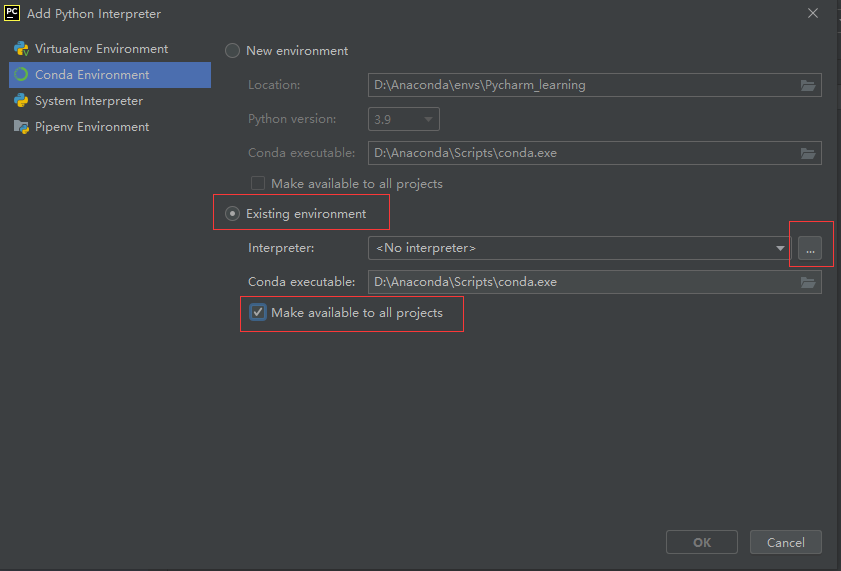 PC Add Python Interpreter
Virtualenv Environment
Conda Environment
System Interpreter
Pipenv Environment
New environment
Location: D:\Anaconda\envs\Pycharm_learning
Python version: 3.9
Conda executable: D:\Anaconda\Scripts\conda.exe
Make available to all projects
Existing environment
Interpreter: <No interpreter> ...
Conda executable: D:\Anaconda\Scripts\conda.exe
Make available to all projects
OK Cancel